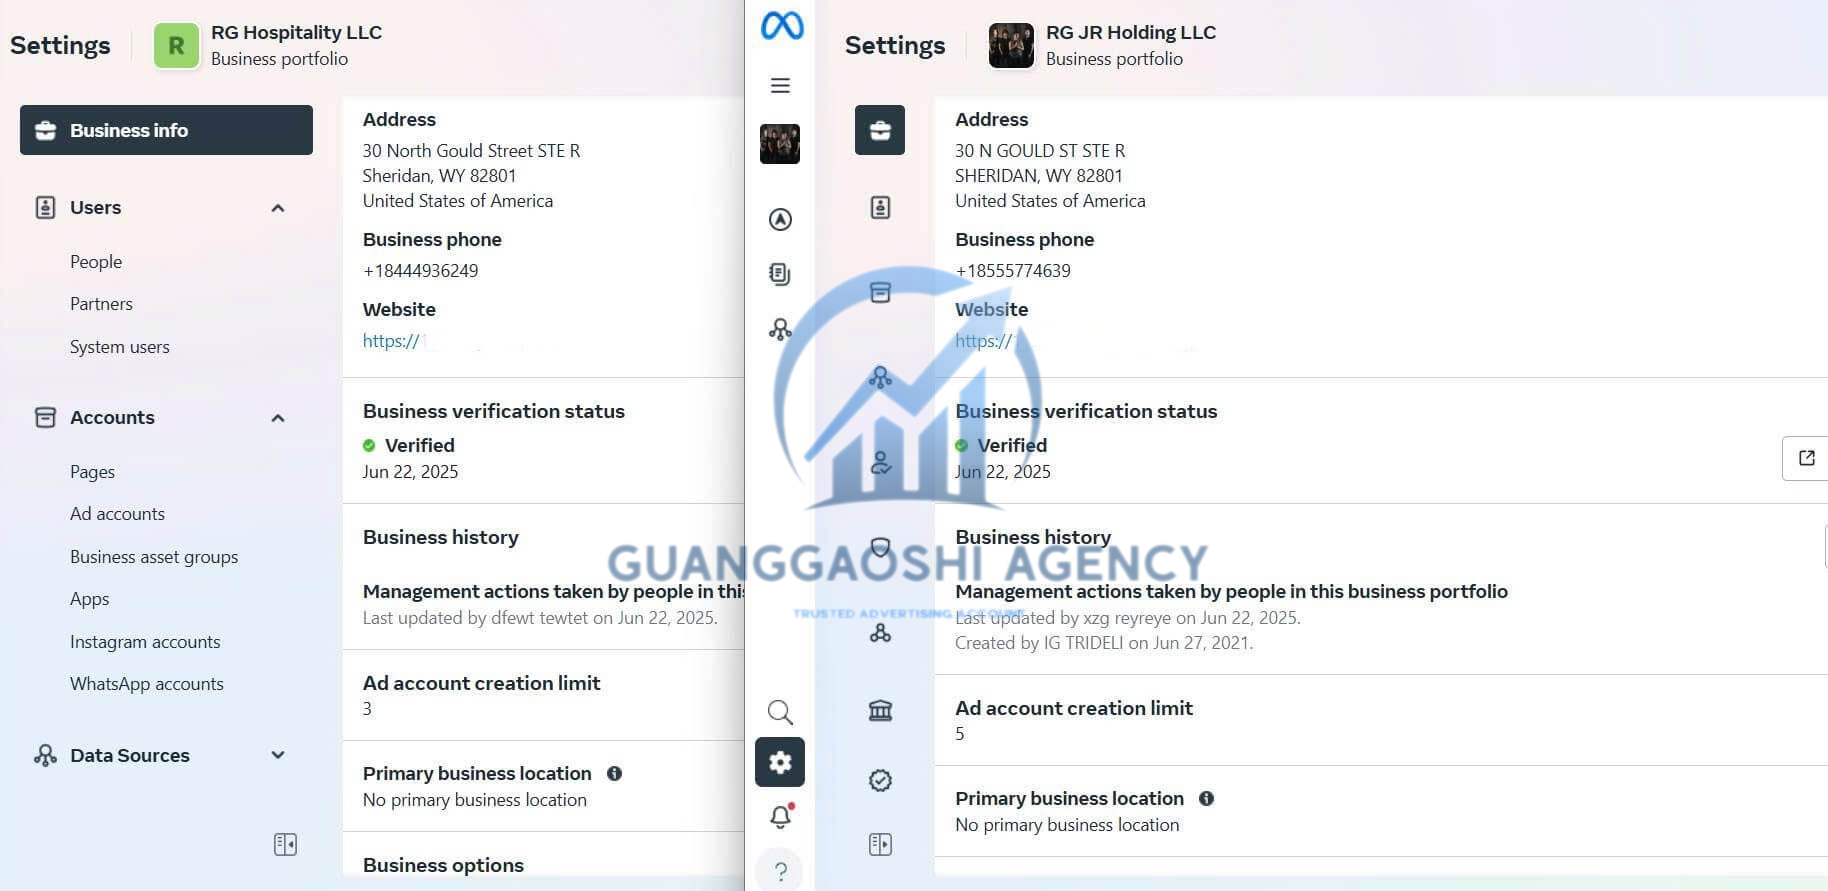 Settings
R
RG Hospitality LLC
Business portfolio
Business info
Users
People
Partners
System users
Accounts
Pages
Ad accounts
Business asset groups
Apps
Instagram accounts
WhatsApp accounts
Data Sources
Address
30 North Gould Street STE R
Sheridan, WY 82801
United States of America
Business phone
+18444936249
Website
https://
Business verification status
Verified
Jun 22, 2025
Business history
Management actions taken by people in this
Last updated by dfewt tewtet on Jun 22, 2025.
Ad account creation limit
3
Primary business location
No primary business location
Business options
Settings
RG JR Holding LLC
Business portfolio
Address
30 N GOULD ST STE R
SHERIDAN, WY 82801
United States of America
Business phone
+18555774639
Website
https://
Business verification status
Verified
Jun 22, 2025
Business history
Management actions taken by people in this business portfolio
Last updated by xzg reyreye on Jun 22, 2025.
Created by IG TRIDELI on Jun 27, 2021.
Ad account creation limit
5
Primary business location
No primary business location
GUANGGAOSHI AGENCY
TRUSTED ADVERTISING ACCOUNT